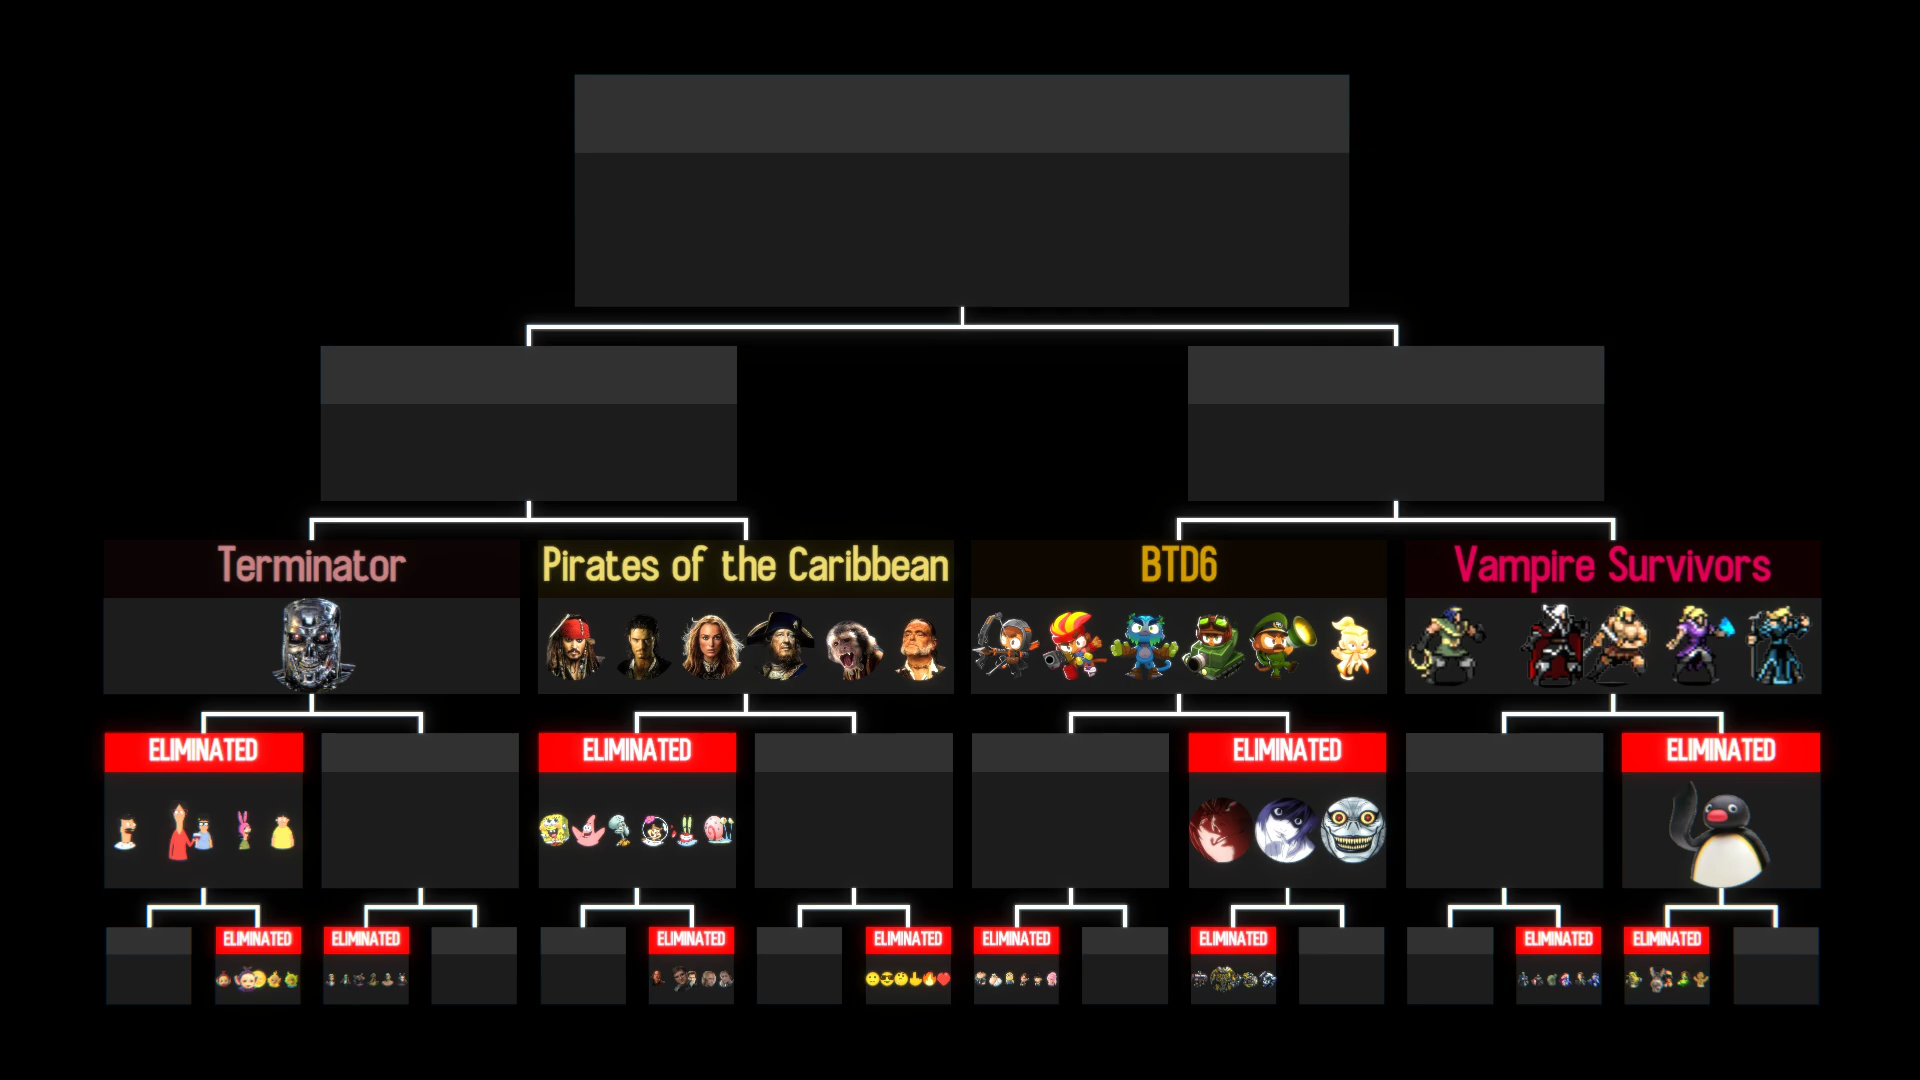 Terminator
Pirates of the Caribbean
BTD6
Vampire Survivors
ELIMINATED
ELIMINATED
ELIMINATED
ELIMINATED
ELIMINATED
ELIMINATED
ELIMINATED
ELIMINATED
ELIMINATED
ELIMINATED
ELIMINATED
ELIMINATED